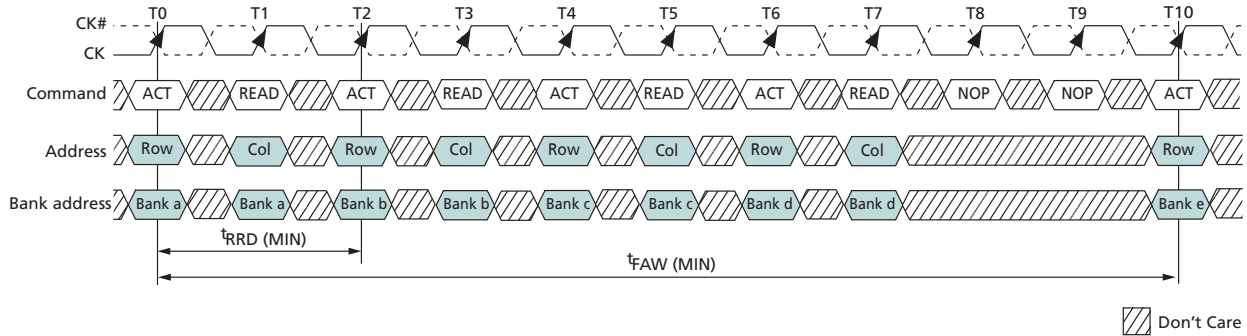 T0 T1 T2 T3 T4 T5 T6 T7 T8 T9 T10
CK#
CK
Command ACT READ ACT READ ACT READ ACT READ NOP NOP ACT
Address Row Col Row Col Row Col Row Col Row
Bank address Bank a Bank a Bank b Bank b Bank c Bank c Bank d Bank d Bank e
tRRD (MIN)
tFAW (MIN)
Don't Care